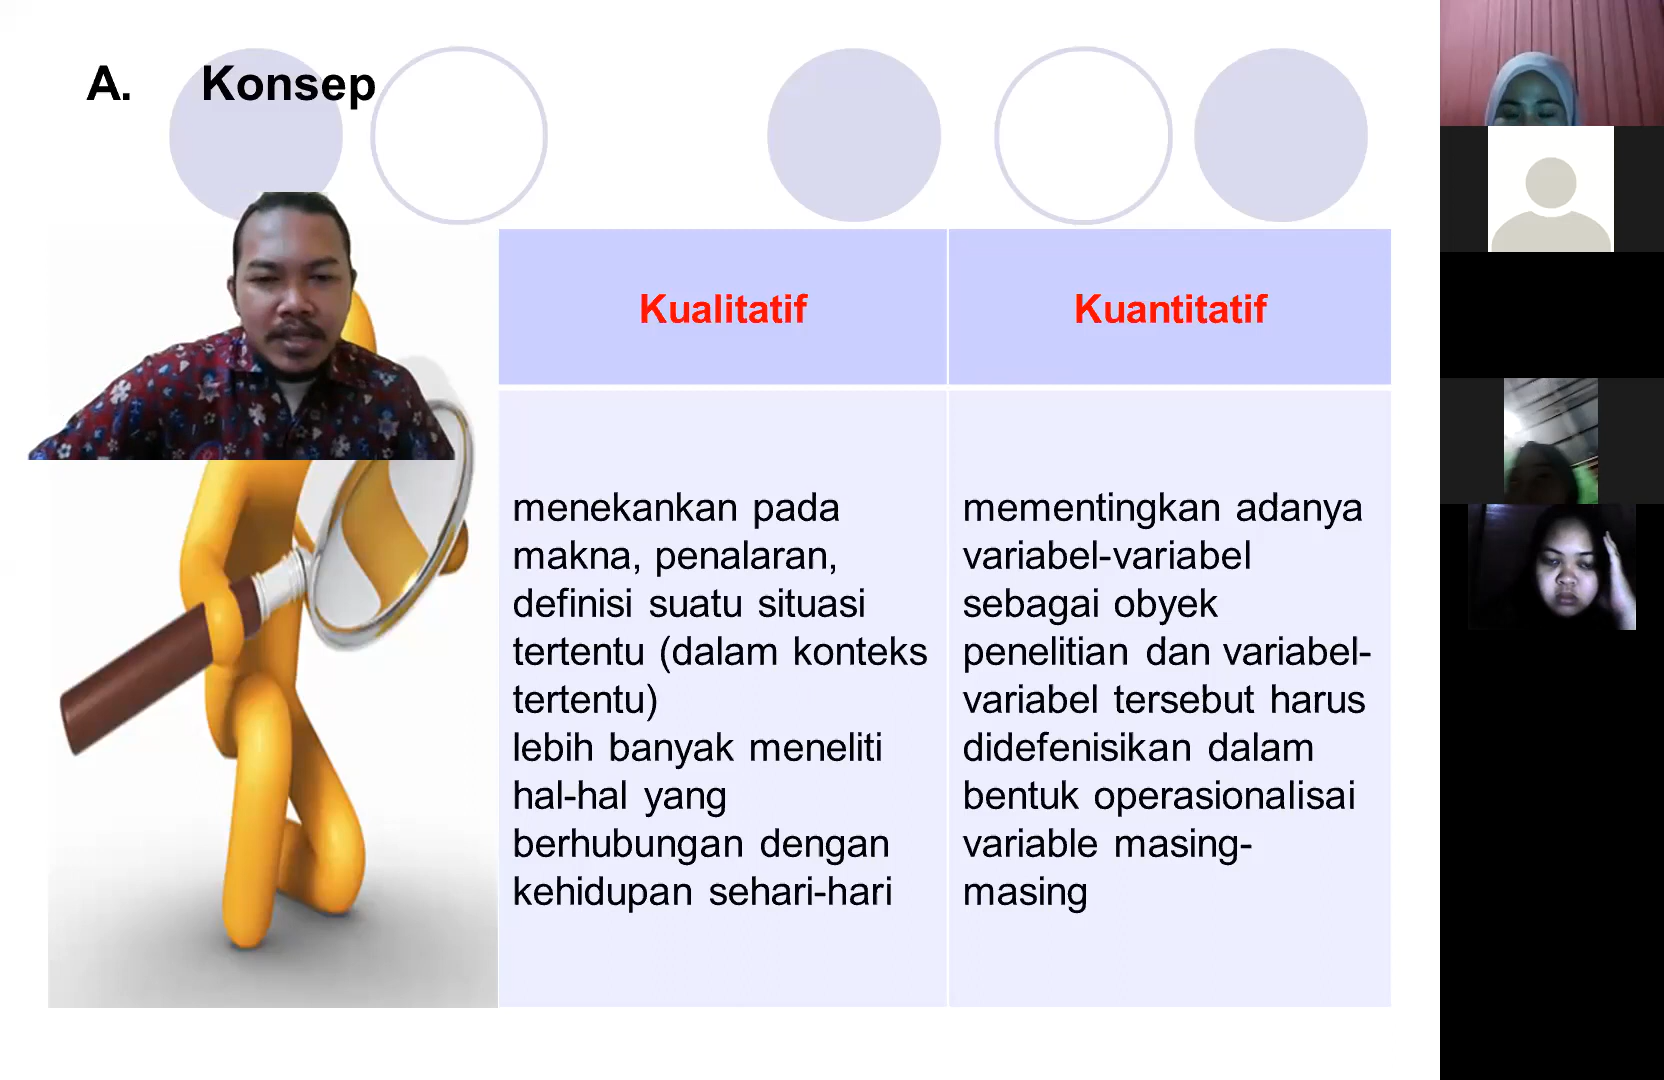 A. Konsep
Kualitatif
Kuantitatif
menekankan pada
makna, penalaran,
definisi suatu situasi
tertentu (dalam konteks
tertentu)
lebih banyak meneliti
hal-hal yang
berhubungan dengan
kehidupan sehari-hari
mementingkan adanya
variabel-variabel
sebagai obyek
penelitian dan variabel-
variabel tersebut harus
didefenisikan dalam
bentuk operasionalisai
variable masing-
masing